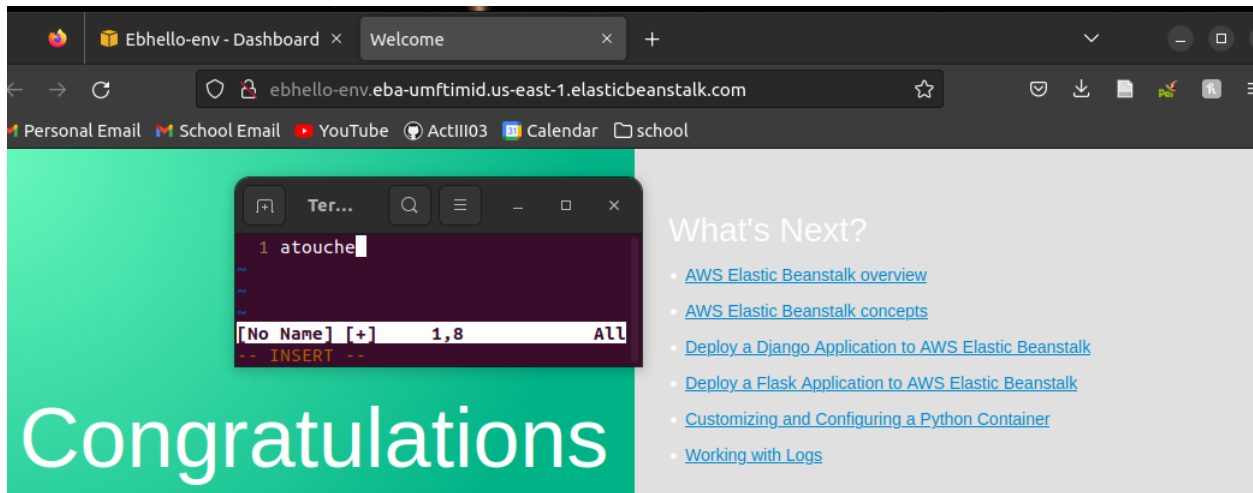 Ebhello-env - Dashboard
Welcome
ebhello-env.eba-umftimid.us-east-1.elasticbeanstalk.com
Personal Email School Email YouTube ActIII03 Calendar school
Ter...
1 atouche
~
~
~
[No Name] [+] 1,8 All
-- INSERT --
Congratulations
What's Next?
AWS Elastic Beanstalk overview
AWS Elastic Beanstalk concepts
Deploy a Django Application to AWS Elastic Beanstalk
Deploy a Flask Application to AWS Elastic Beanstalk
Customizing and Configuring a Python Container
Working with Logs